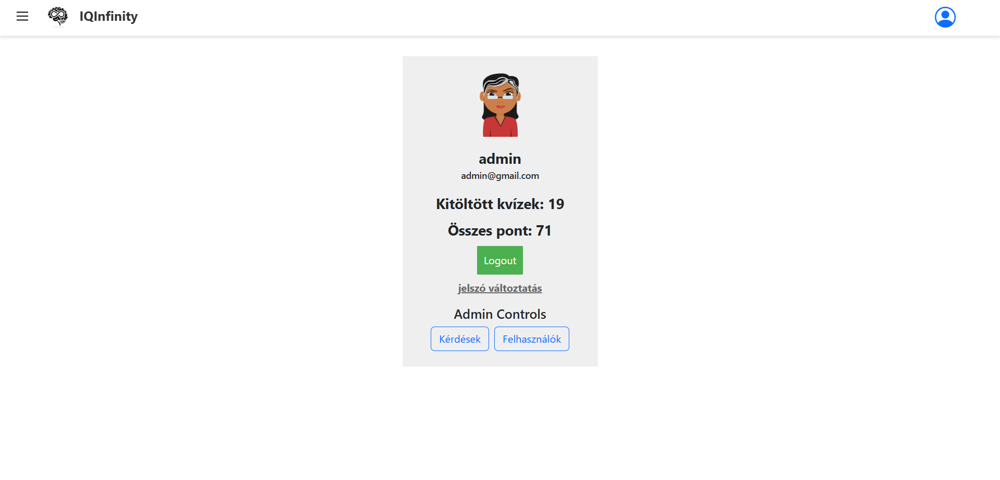 IQInfinity
admin
admin@gmail.com
Kitöltött kvízek: 19
Összes pont: 71
Logout
jelszó változtatás
Admin Controls
Kérdések Felhasználók